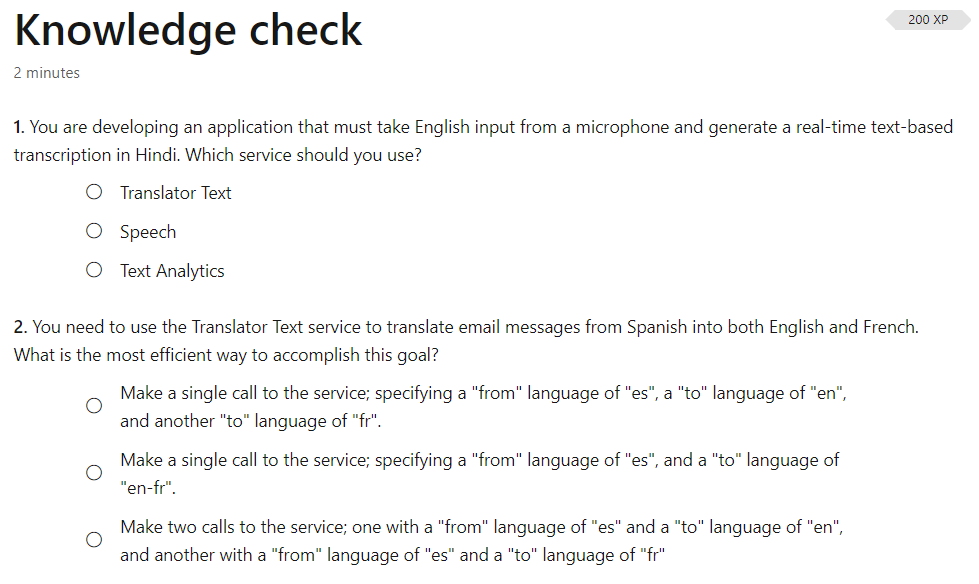 Knowledge check
200 XP
2 minutes
1. You are developing an application that must take English input from a microphone and generate a real-time text-based
transcription in Hindi. Which service should you use?
Translator Text
Speech
Text Analytics
2. You need to use the Translator Text service to translate email messages from Spanish into both English and French.
What is the most efficient way to accomplish this goal?
Make a single call to the service; specifying a "from" language of "es", a "to" language of "en",
and another "to" language of "fr".
Make a single call to the service; specifying a "from" language of "es", and a "to" language of
"en-fr".
Make two calls to the service; one with a "from" language of "es" and a "to" language of "en",
and another with a "from" language of "es" and a "to" language of "fr"